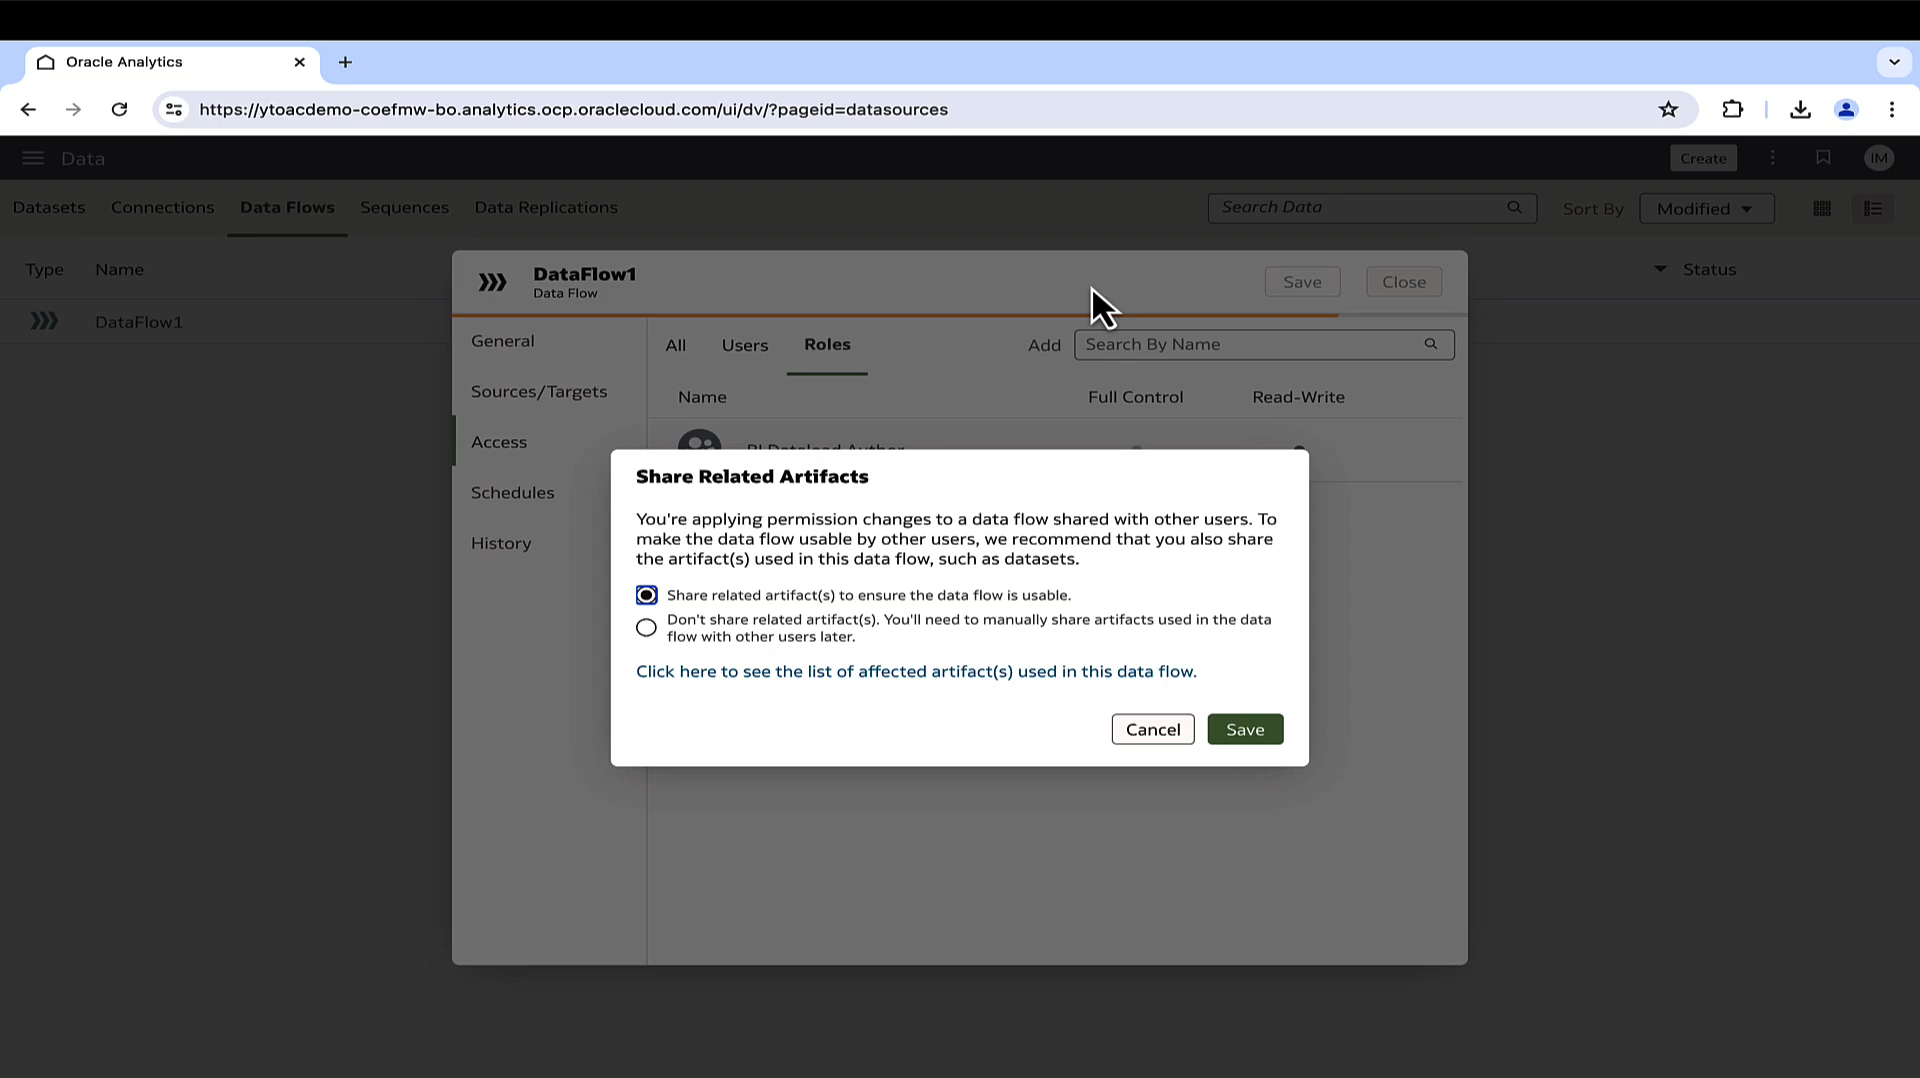 Oracle Analytics
https://ytoacdemo-coefmw-bo.analytics.ocp.oraclecloud.com/ui/dv/?pageid=datasources
Data
Create
IM
Datasets
Connections
Data Flows
Sequences
Data Replications
Search Data
Sort By
Modified
Type
Name
Status
DataFlow1
DataFlow1
Data Flow
Save
Close
General
Sources/Targets
Access
Schedules
History
All
Users
Roles
Add
Search By Name
Name
Full Control
Read-Write
BI Dataload Author
Share Related Artifacts
You're applying permission changes to a data flow shared with other users. To
make the data flow usable by other users, we recommend that you also share
the artifact(s) used in this data flow, such as datasets.
Share related artifact(s) to ensure the data flow is usable.
Don't share related artifact(s). You'll need to manually share artifacts used in the data
flow with other users later.
Click here to see the list of affected artifact(s) used in this data flow.
Cancel
Save